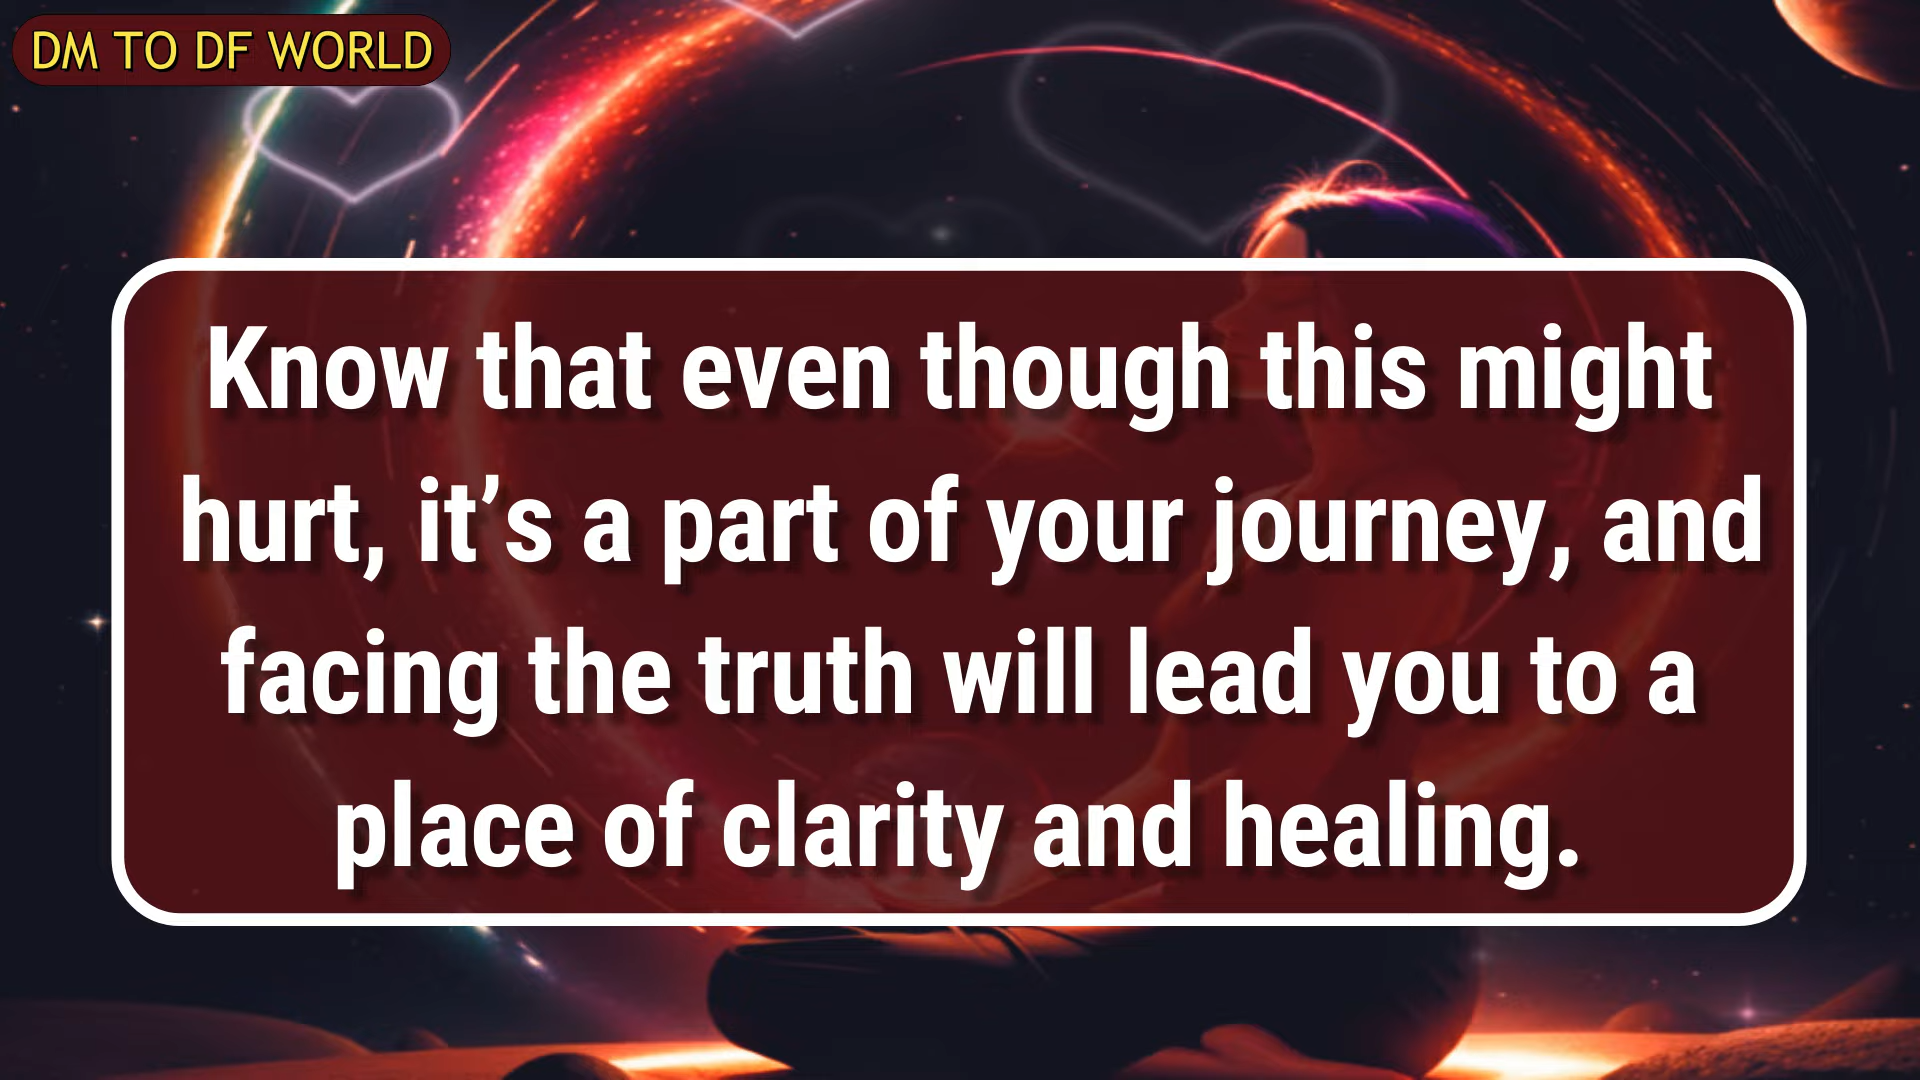 DM TO DF WORLD
Know that even though this might
hurt, it’s a part of your journey, and
facing the truth will lead you to a
place of clarity and healing.